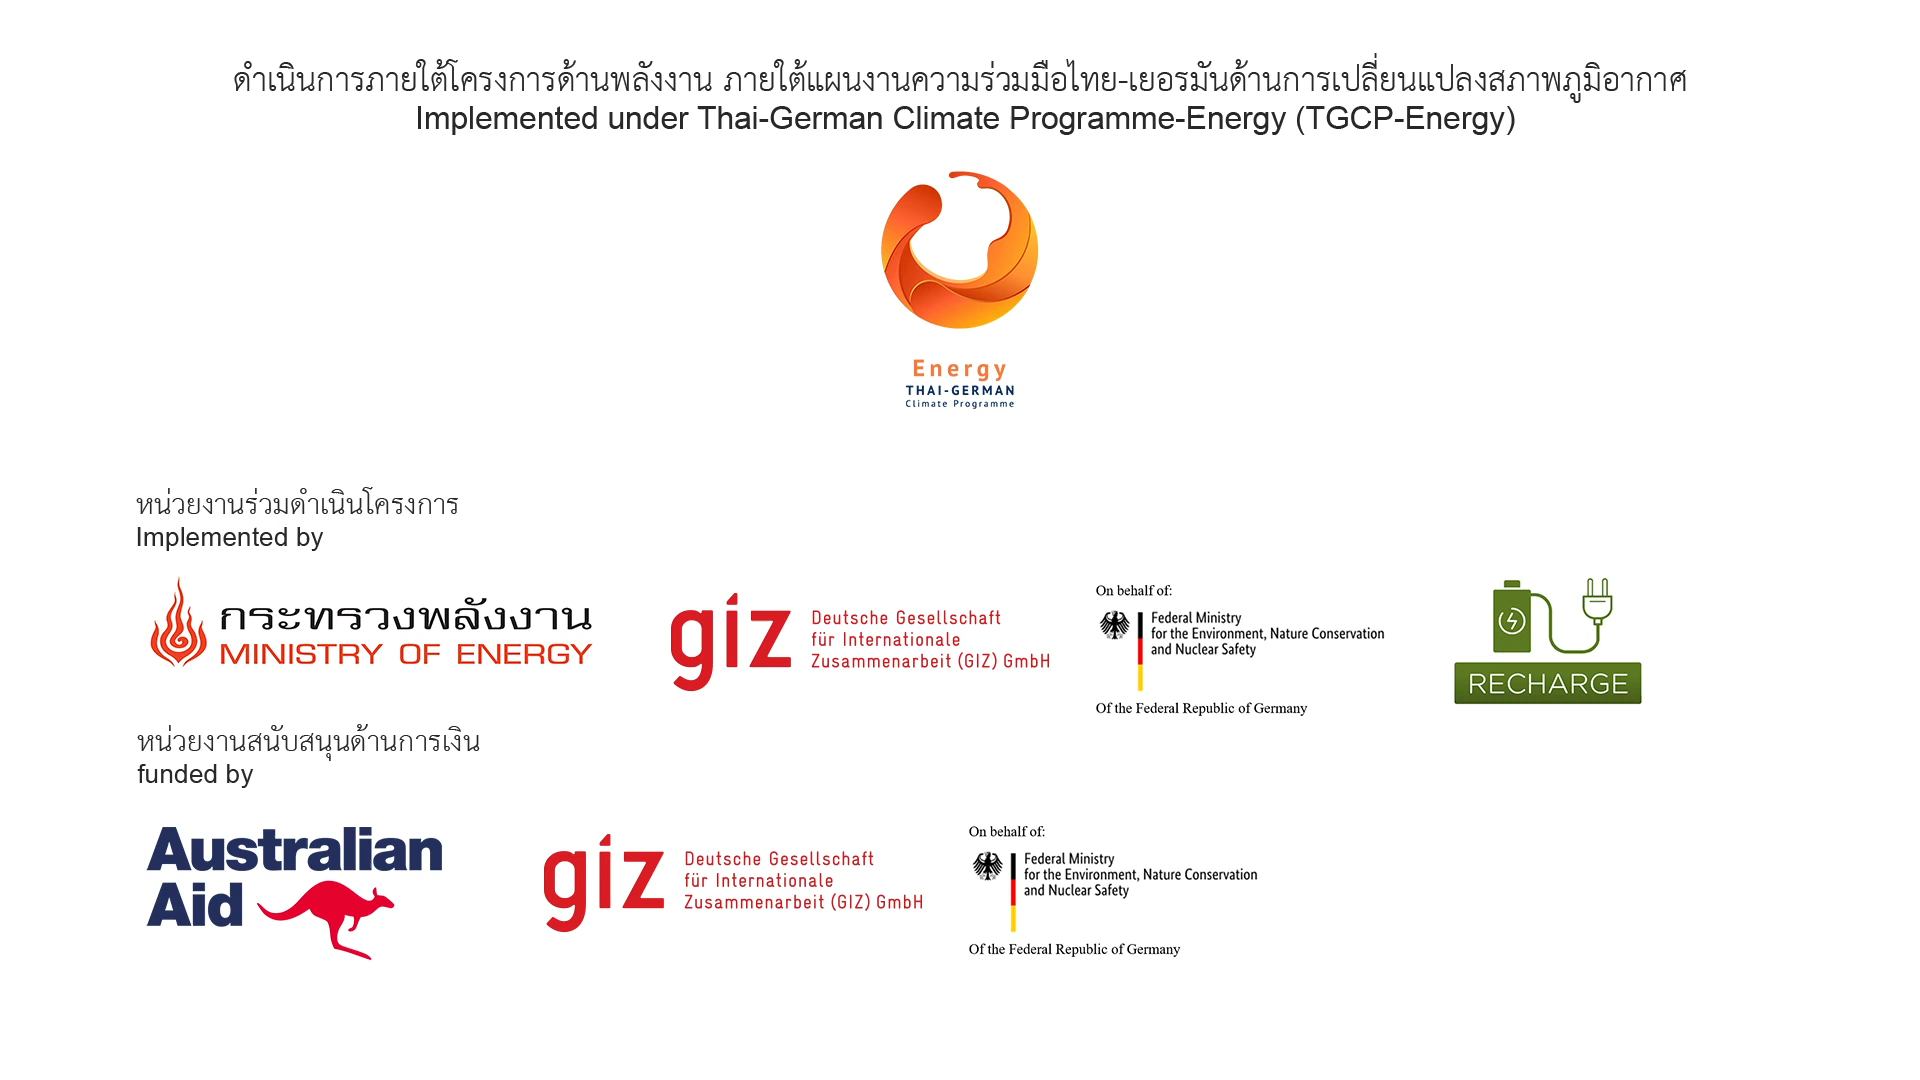 ดำเนินการภายใต้โครงการด้านพลังงาน ภายใต้แผนงานความร่วมมือไทย-เยอรมันด้านการเปลี่ยนแปลงสภาพภูมิอากาศ
Implemented under Thai-German Climate Programme-Energy (TGCP-Energy)
Energy
THAI-GERMAN
Climate Programme
หน่วยงานร่วมดำเนินโครงการ
Implemented by
กระทรวงพลังงาน
MINISTRY OF ENERGY
giz
Deutsche Gesellschaft
für Internationale
Zusammenarbeit (GIZ) GmbH
On behalf of:
Federal Ministry
for the Environment, Nature Conservation
and Nuclear Safety
Of the Federal Republic of Germany
RECHARGE
หน่วยงานสนับสนุนด้านการเงิน
funded by
Australian
Aid
giz
Deutsche Gesellschaft
für Internationale
Zusammenarbeit (GIZ) GmbH
On behalf of:
Federal Ministry
for the Environment, Nature Conservation
and Nuclear Safety
Of the Federal Republic of Germany